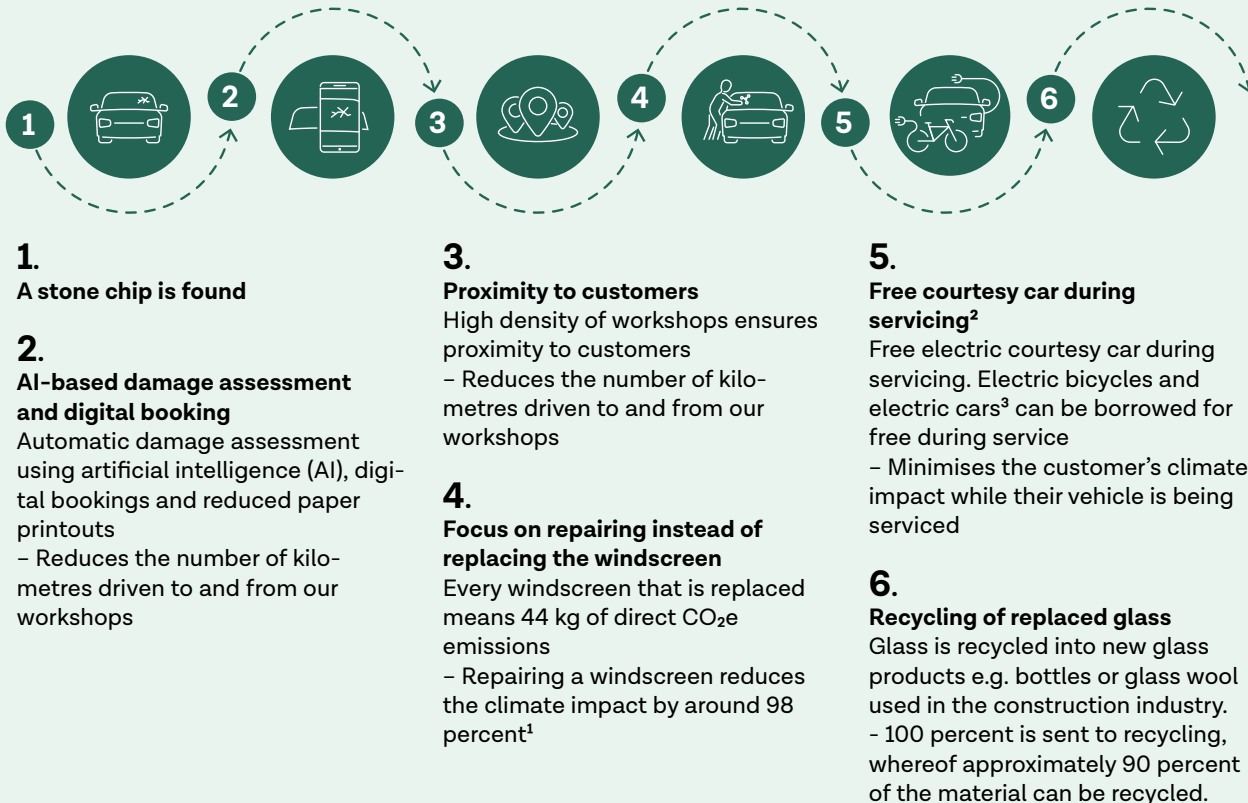 1
2
3
4
5
6
1.
A stone chip is found
2.
AI-based damage assessment
and digital booking
Automatic damage assessment
using artificial intelligence (AI), digi-
tal bookings and reduced paper
printouts
– Reduces the number of kilo-
metres driven to and from our
workshops
3.
Proximity to customers
High density of workshops ensures
proximity to customers
– Reduces the number of kilo-
metres driven to and from our
workshops
4.
Focus on repairing instead of
replacing the windscreen
Every windscreen that is replaced
means 44 kg of direct CO₂e
emissions
– Repairing a windscreen reduces
the climate impact by around 98
percent¹
5.
Free courtesy car during
servicing²
Free electric courtesy car during
servicing. Electric bicycles and
electric cars³ can be borrowed for
free during service
– Minimises the customer’s climate
impact while their vehicle is being
serviced
6.
Recycling of replaced glass
Glass is recycled into new glass
products e.g. bottles or glass wool
used in the construction industry.
- 100 percent is sent to recycling,
whereof approximately 90 percent
of the material can be recycled.